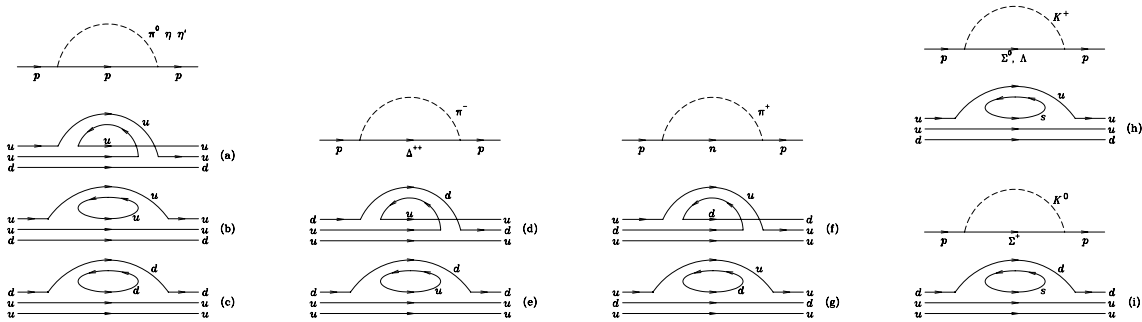 π⁰ η η′
p p p
u u u
u u
d d
(a)
u u u
u u u
d d
(b)
d d d
u d u
u u
(c)
π⁻
p Δ⁺⁺ p
d d u
u u d
u u
(d)
d d d
u u u
u u
(e)
π⁺
p n p
u u d
u d u
u u
(f)
u u u
d d d
u u
(g)
K⁺
p Σ⁰, Λ p
u u u
u s u
d d
(h)
K⁰
p Σ⁺ p
d d d
u s u
u u
(i)